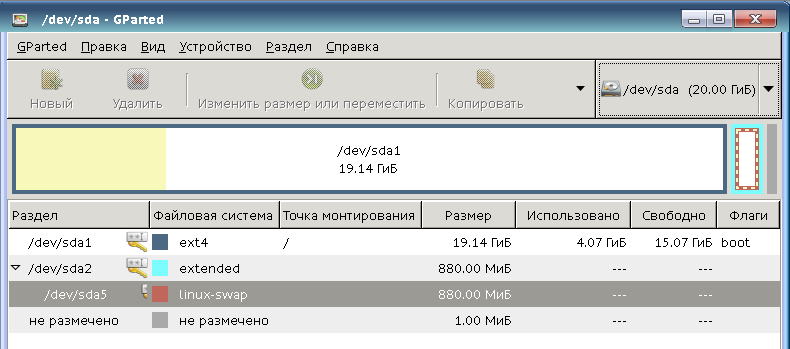 /dev/sda - GParted
GParted Правка Вид Устройство Раздел Справка
Новый Удалить Изменить размер или переместить Копировать /dev/sda (20.00 ГиБ)
/dev/sda1
19.14 ГиБ
Раздел Файловая система Точка монтирования Размер Использовано Свободно Флаги
/dev/sda1 ext4 / 19.14 ГиБ 4.07 ГиБ 15.07 ГиБ boot
/dev/sda2 extended 880.00 МиБ --- ---
/dev/sda5 linux-swap 880.00 МиБ --- ---
не размечено не размечено 1.00 МиБ --- ---